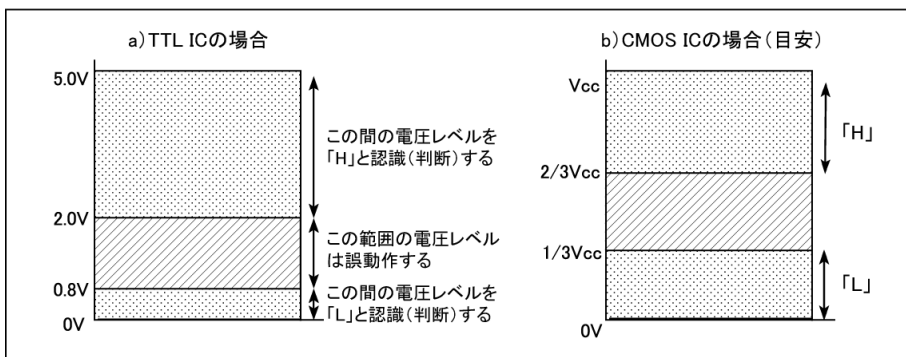 a)TTL ICの場合
5.0V
この間の電圧レベルを
「H」と認識(判断)する
2.0V
この範囲の電圧レベル
は誤動作する
0.8V
この間の電圧レベルを
「L」と認識(判断)する
0V
b)CMOS ICの場合(目安)
Vcc
「H」
2/3Vcc
1/3Vcc
「L」
0V